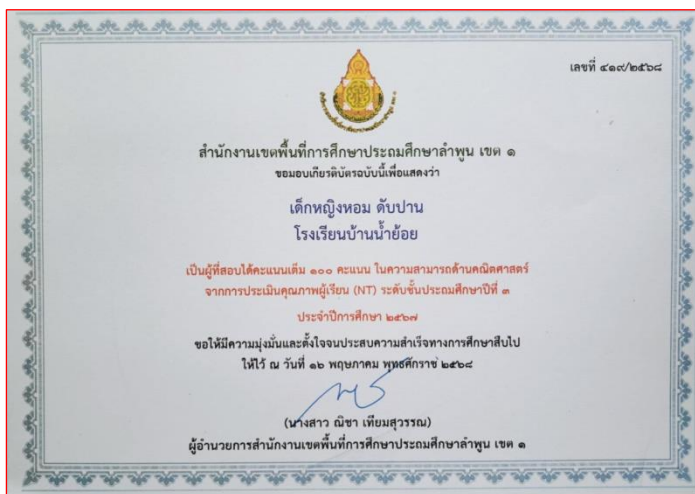 เลขที่ ๔๑๙/๒๕๖๘
สำนักงานเขตพื้นที่การศึกษาประถมศึกษาลำพูน เขต ๑
ขอมอบเกียรติบัตรฉบับนี้เพื่อแสดงว่า
เด็กหญิงหอม ดับปาน
โรงเรียนบ้านน้ำย้อย
เป็นผู้ที่สอบได้คะแนนเต็ม ๑๐๐ คะแนน ในความสามารถด้านคณิตศาสตร์
จากการประเมินคุณภาพผู้เรียน (NT) ระดับชั้นประถมศึกษาปีที่ ๓
ประจำปีการศึกษา ๒๕๖๗
ขอให้มีความมุ่งมั่นและตั้งใจจนประสบความสำเร็จทางการศึกษาสืบไป
ให้ไว้ ณ วันที่ ๑๖ พฤษภาคม พุทธศักราช ๒๕๖๘
(นางสาว ณิชา เทียมสุวรรณ)
ผู้อำนวยการสำนักงานเขตพื้นที่การศึกษาประถมศึกษาลำพูน เขต ๑